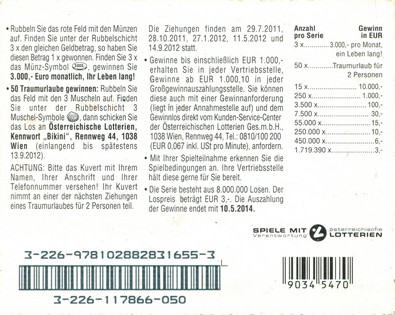 • Rubbeln Sie das rote Feld mit den Münzen
auf. Finden Sie unter der Rubbelschicht
3 x den gleichen Geldbetrag, so haben Sie
diesen Betrag 1 x gewonnen. Finden Sie 3 x
das Münz-Symbol, gewinnen Sie
3.000,- Euro monatlich, Ihr Leben lang!
• 50 Traumurlaube gewinnen: Rubbeln Sie
das Feld mit den 3 Muscheln auf. Finden
Sie unter der Rubbelschicht 3
Muschel-Symbole, dann schicken Sie
das Los an Österreichische Lotterien,
Kennwort „Bikini", Rennweg 44, 1038
Wien (einlangend bis spätestens
13.9.2012).
ACHTUNG: Bitte das Kuvert mit Ihrem
Namen, Ihrer Anschrift und Ihrer
Telefonnummer versehen! Ihr Kuvert
nimmt an einer der nächsten Ziehungen
eines Traumurlaubes für 2 Personen teil.
Die Ziehungen finden am 29.7.2011,
28.10.2011, 27.1.2012, 11.5.2012 und
14.9.2012 statt.
• Gewinne bis einschließlich EUR 1.000,-
erhalten Sie in jeder Vertriebsstelle,
Gewinne ab EUR 1.000,10 in jeder
Großgewinnauszahlungsstelle. Sie können
diese auch mit einer Gewinnanforderung
(liegt in jeder Annahmestelle auf) und dem
Gewinnlos direkt vom Kunden-Service-Center
der Österreichischen Lotterien Ges.m.b.H.,
1038 Wien, Rennweg 44, Tel.: 0810/100 200
(EUR 0,067 inkl. USt pro Minute), anfordern.
• Mit Ihrer Spielteilnahme erkennen Sie die
Spielbedingungen an. Ihre Vertriebsstelle
hält diese gerne für Sie bereit.
• Die Serie besteht aus 8.000.000 Losen. Der
Lospreis beträgt EUR 3,-. Die Auszahlung
der Gewinne endet mit 10.5.2014.
Anzahl Gewinn
pro Serie in EUR
3 x 3.000,- pro Monat,
ein Leben lang!
50 x Traumurlaub für
2 Personen
15 x 10.000,-
250 x 1.000,-
3.500 x 100,-
7.500 x 50,-
55.000 x 15,-
256.000 x 10,-
450.000 x 6,-
1.719.390 x 3,-
SPIELE MIT
Verantwortung
österreichische
LOTTERIEN
3-226-9781028828316​55-3
3-226-117866-050
9034 5470